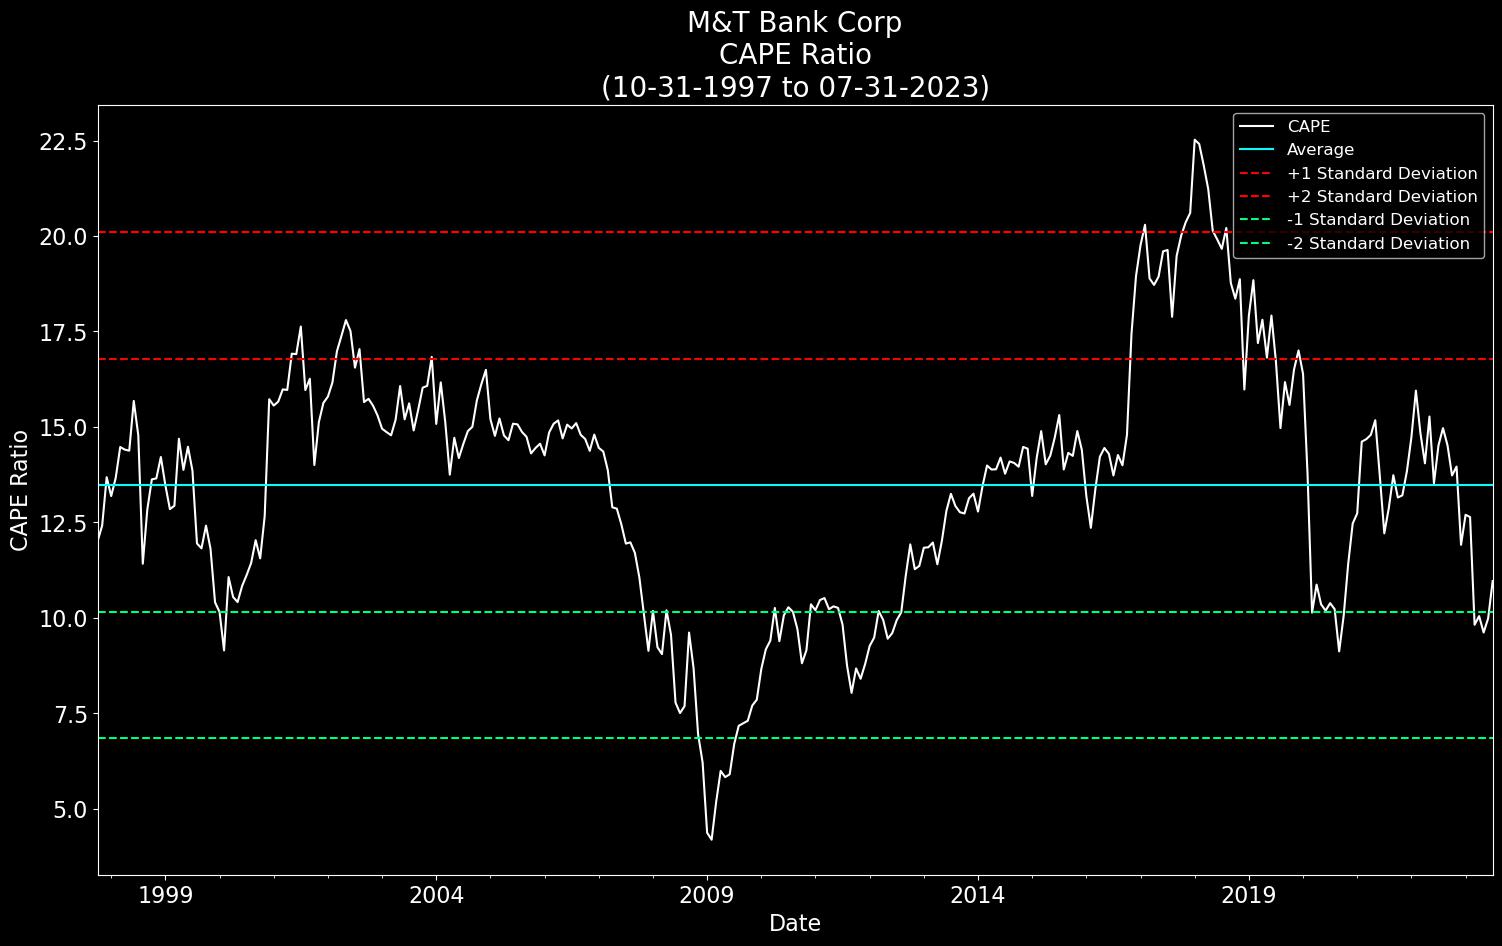 M&T Bank Corp
CAPE Ratio
(10-31-1997 to 07-31-2023)
CAPE
Average
+1 Standard Deviation
+2 Standard Deviation
-1 Standard Deviation
-2 Standard Deviation
CAPE Ratio
22.5
20.0
17.5
15.0
12.5
10.0
7.5
5.0
1999 2004 2009 2014 2019
Date